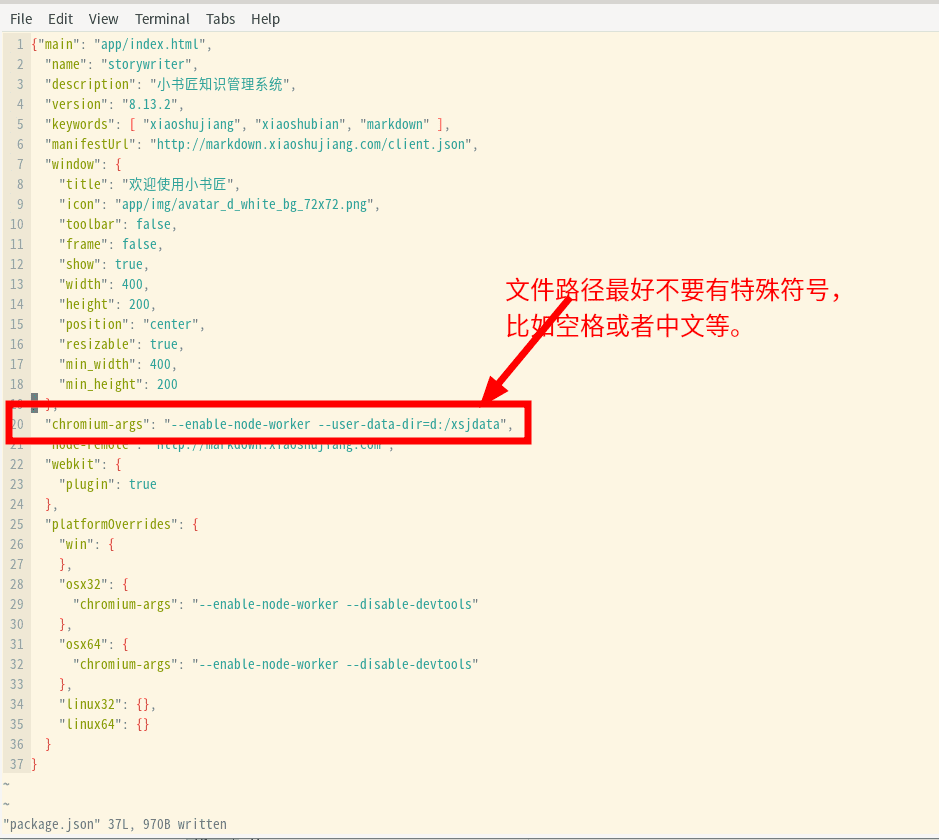 File Edit View Terminal Tabs Help
1 {"main": "app/index.html",
2 "name": "storywriter",
3 "description": "小书匠知识管理系统",
4 "version": "8.13.2",
5 "keywords": [ "xiaoshujiang", "xiaoshubian", "markdown" ],
6 "manifestUrl": "http://markdown.xiaoshujiang.com/client.json",
7 "window": {
8 "title": "欢迎使用小书匠",
9 "icon": "app/img/avatar_d_white_bg_72x72.png",
10 "toolbar": false,
11 "frame": false,
12 "show": true,
13 "width": 400,
14 "height": 200,
15 "position": "center",
16 "resizable": true,
17 "min_width": 400,
18 "min_height": 200
文件路径最好不要有特殊符号，
比如空格或者中文等。
19 },
20 "chromium-args": "--enable-node-worker --user-data-dir=d:/xsjdata",
21 "node-remote": "http://markdown.xiaoshujiang.com",
22 "webkit": {
23 "plugin": true
24 },
25 "platformOverrides": {
26 "win": {
27 },
28 "osx32": {
29 "chromium-args": "--enable-node-worker --disable-devtools"
30 },
31 "osx64": {
32 "chromium-args": "--enable-node-worker --disable-devtools"
33 },
34 "linux32": {},
35 "linux64": {}
36 }
37 }
~
~
"package.json" 37L, 970B written